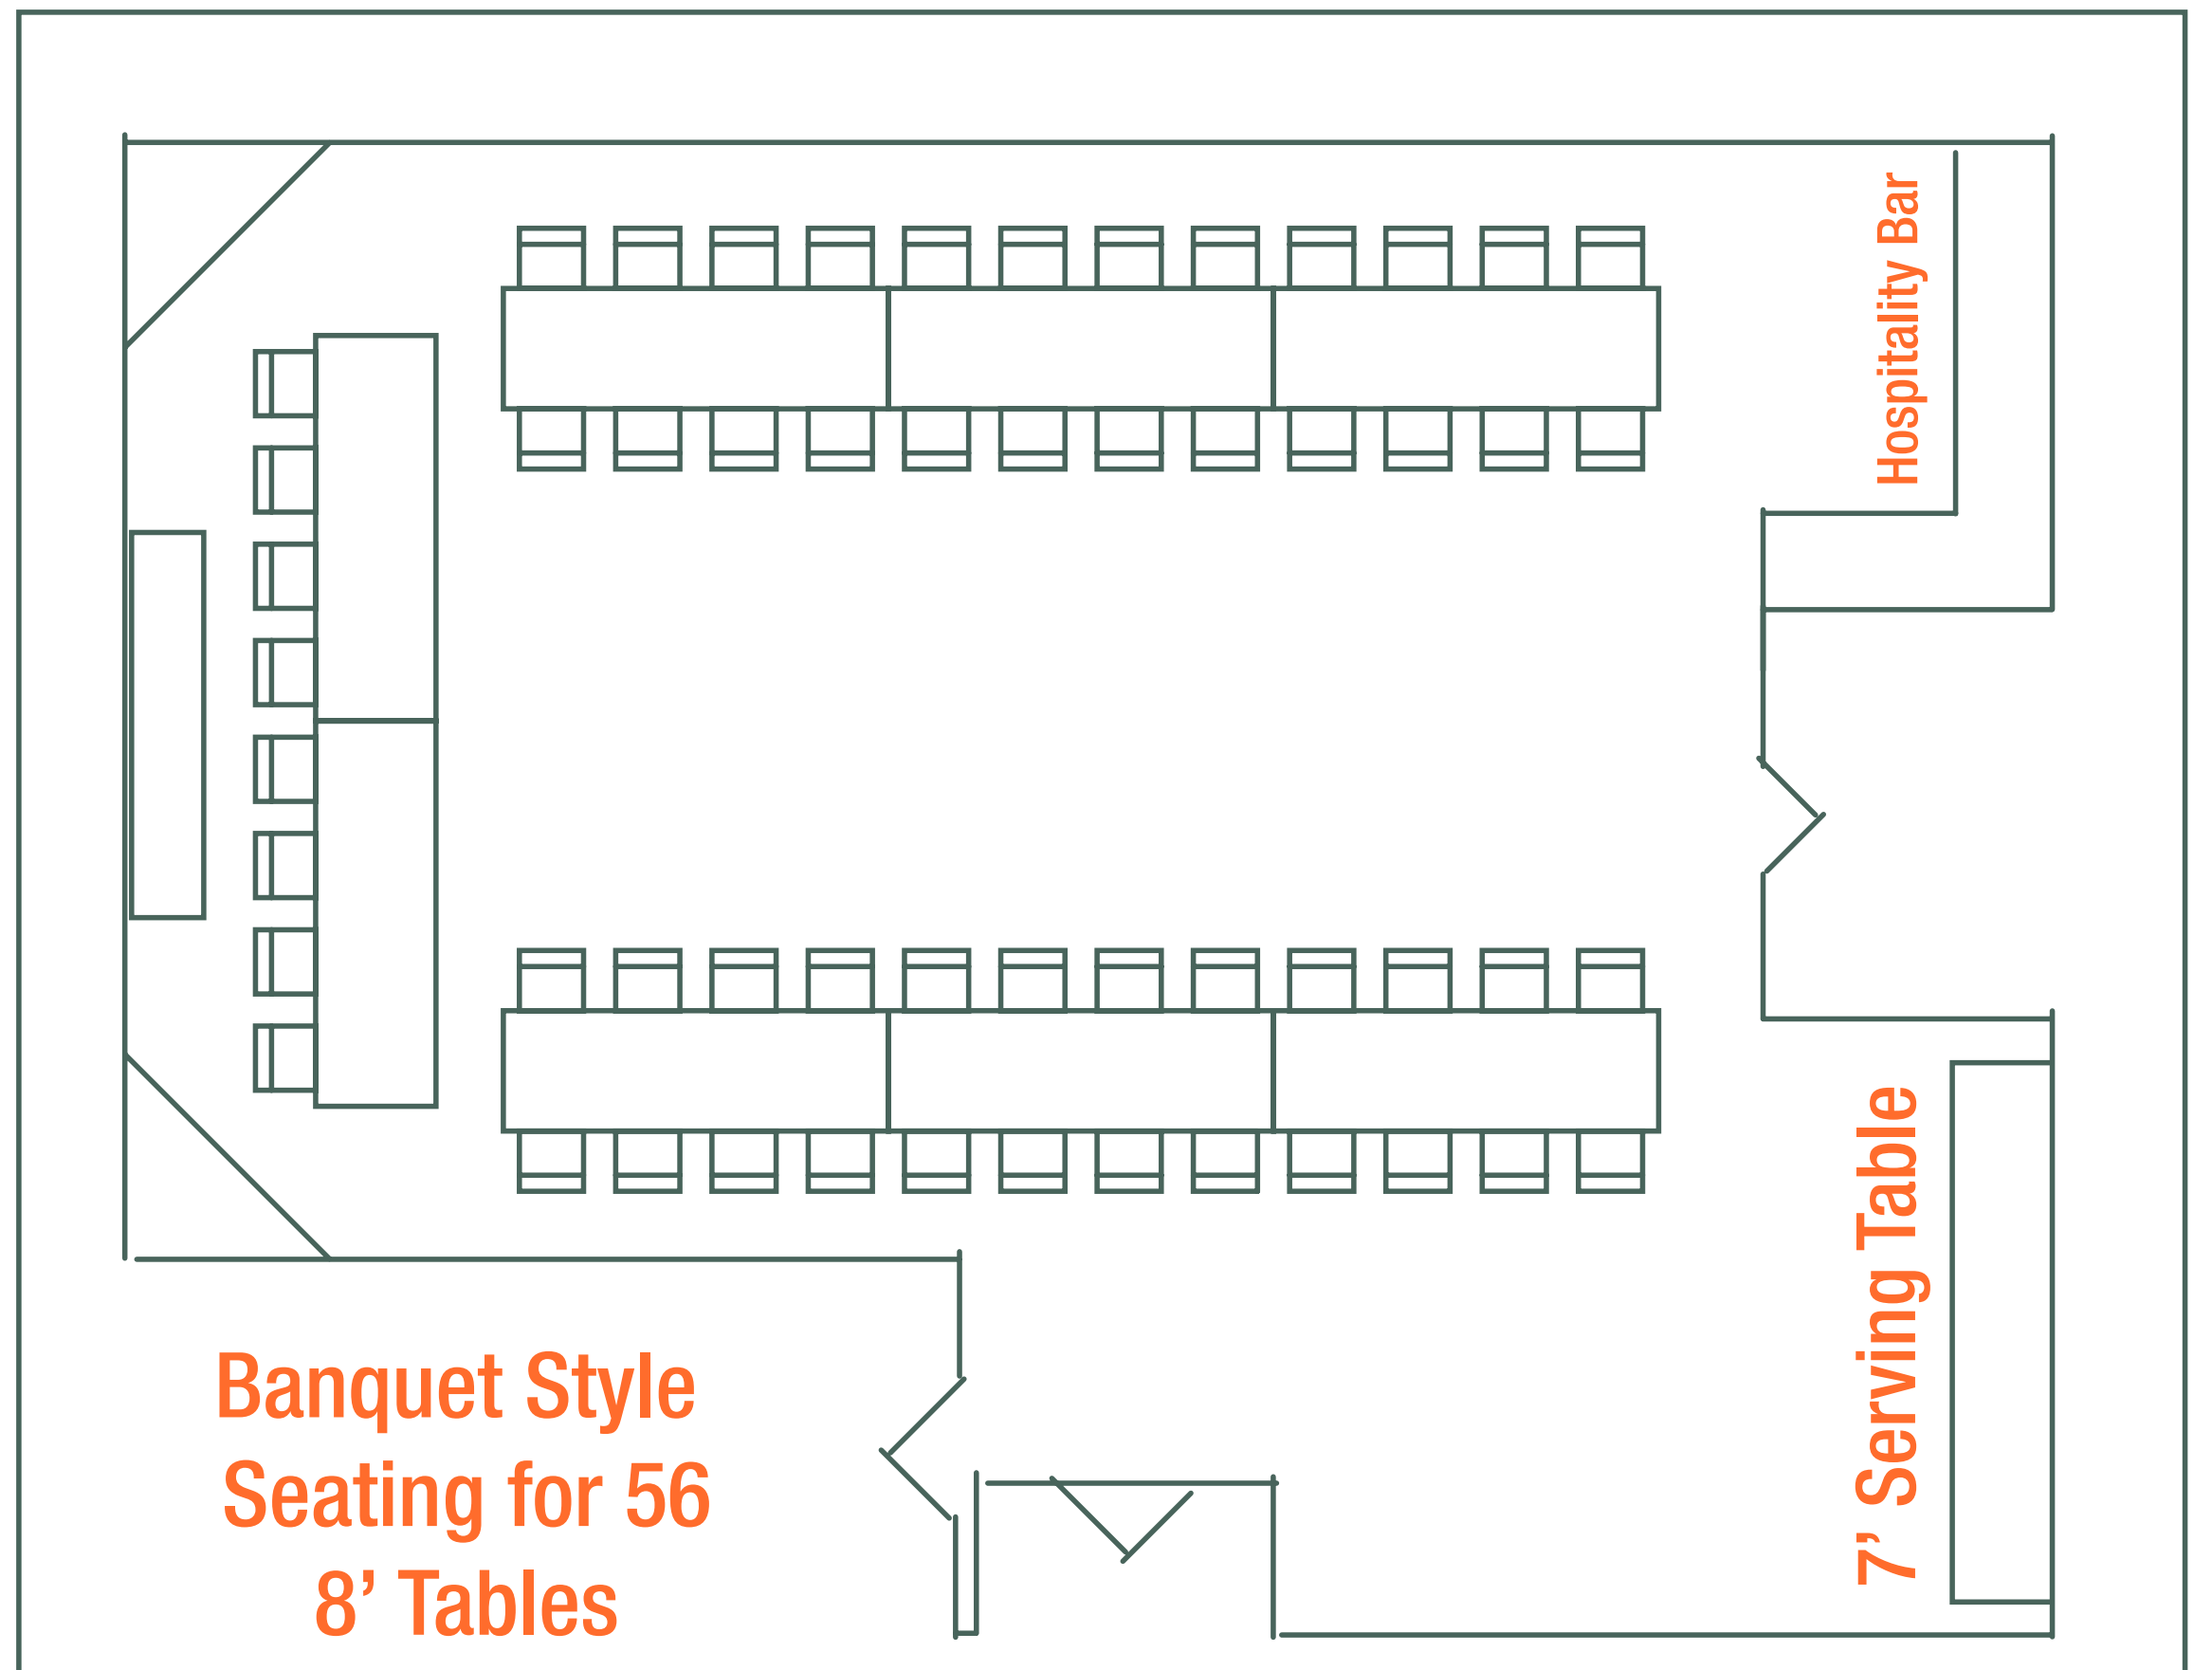 Hospitality Bar
7’ Serving Table
Banquet Style
Seating for 56
8’ Tables